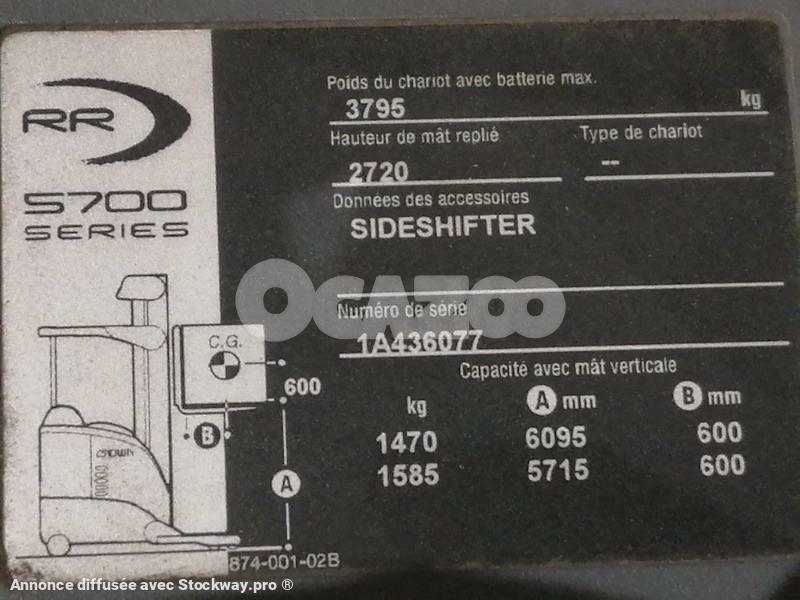 RR
5700
SERIES
Poids du chariot avec batterie max.
3795 kg
Hauteur de mât replié Type de chariot
2720 --
Données des accessoires
SIDESHIFTER
OCAZOO
Numéro de série
1A436077
Capacité avec mât verticale
kg A mm B mm
1470 6095 600
1585 5715 600
C.G.
600
B
CROWN
A
874-001-02B
Annonce diffusée avec Stockway.pro ®